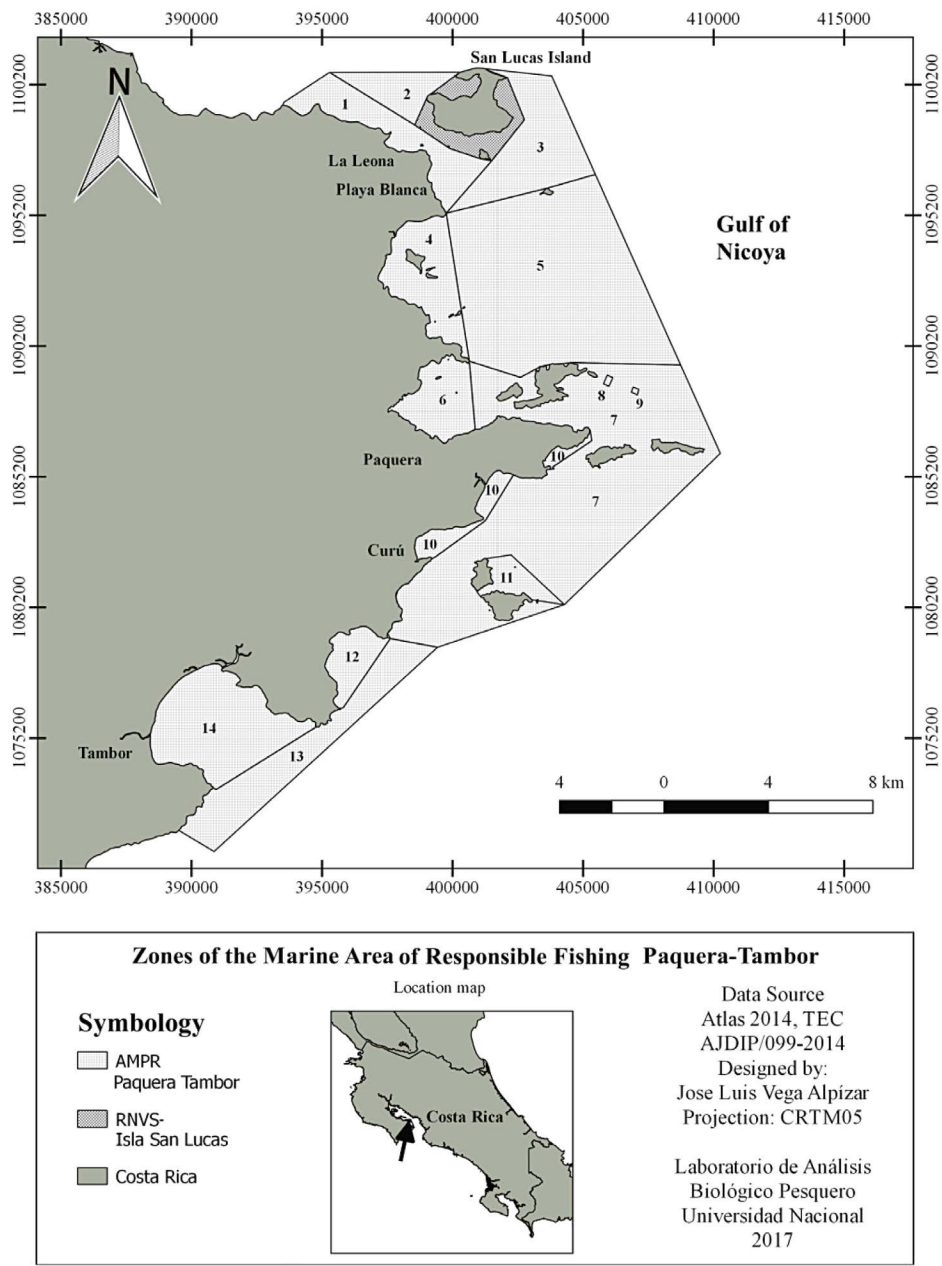 385000 390000 395000 400000 405000 410000 415000
San Lucas Island
1100200
1100200
N
1
2
3
La Leona
Playa Blanca
1095200
1095200
Gulf of
Nicoya
4
5
1090200
1090200
6
8
9
7
Paquera
10
1085200
1085200
10
7
10
Curú
11
1080200
1080200
12
14
13
1075200
1075200
Tambor
4 0 4 8 km
385000 390000 395000 400000 405000 410000 415000
Zones of the Marine Area of Responsible Fishing Paquera-Tambor
Location map
Symbology
AMPR
Paquera Tambor
RNVS-
Isla San Lucas
Costa Rica
Costa Rica
Data Source
Atlas 2014, TEC
AJDIP/099-2014
Designed by:
Jose Luis Vega Alpízar
Projection: CRTM05
Laboratorio de Análisis
Biológico Pesquero
Universidad Nacional
2017